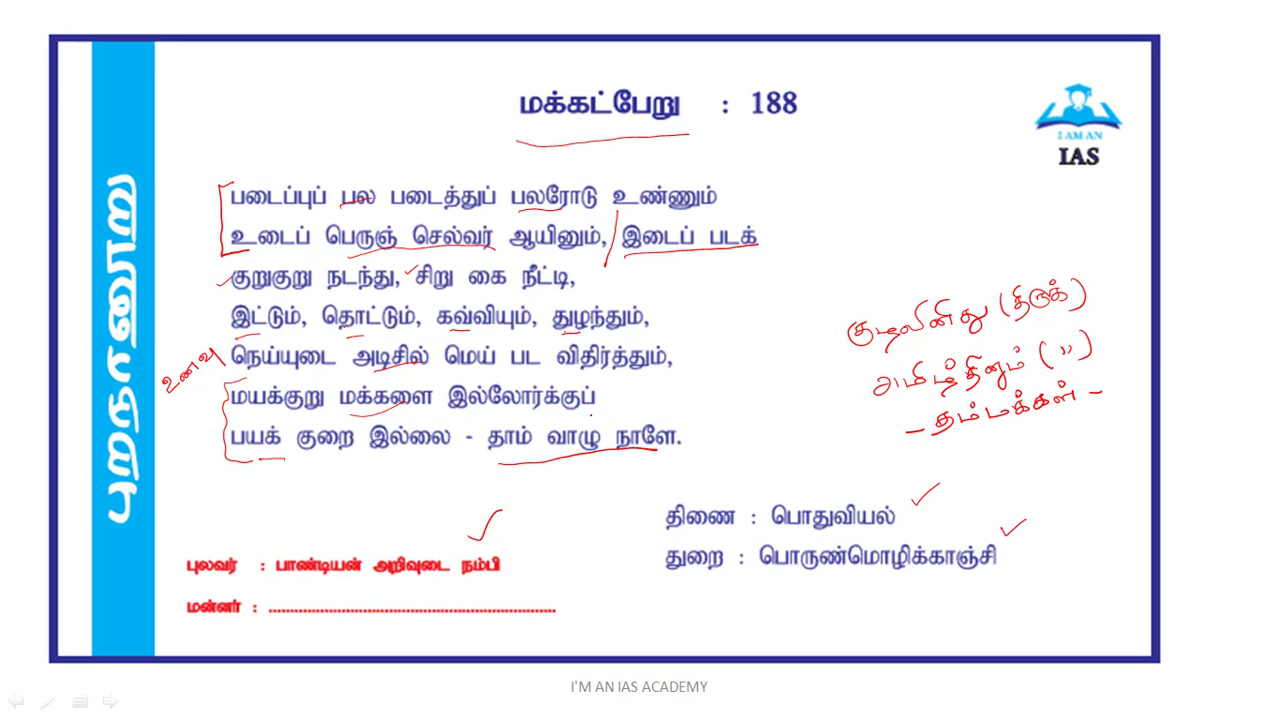 மக்கட்பேறு : 188
I AM AN
IAS
புறநானூறு
படைப்புப் பல படைத்துப் பலரோடு உண்ணும்
உடைப் பெருஞ் செல்வர் ஆயினும், இடைப் படக்
குறுகுறு நடந்து, சிறு கை நீட்டி,
இட்டும், தொட்டும், கவ்வியும், துழந்தும்,
நெய்யுடை அடிசில் மெய் பட விதிர்த்தும்,
மயக்குறு மக்களை இல்லோர்க்குப்
பயக் குறை இல்லை - தாம் வாழு நாளே.
உணவு
குழலினிது (திருக்)
அமிழ்தினும் ( " )
- தம்மக்கள் -
திணை : பொதுவியல்
துறை : பொருண்மொழிக்காஞ்சி
புலவர் : பாண்டியன் அறிவுடை நம்பி
மன்னர் : ................................................................
I'M AN IAS ACADEMY